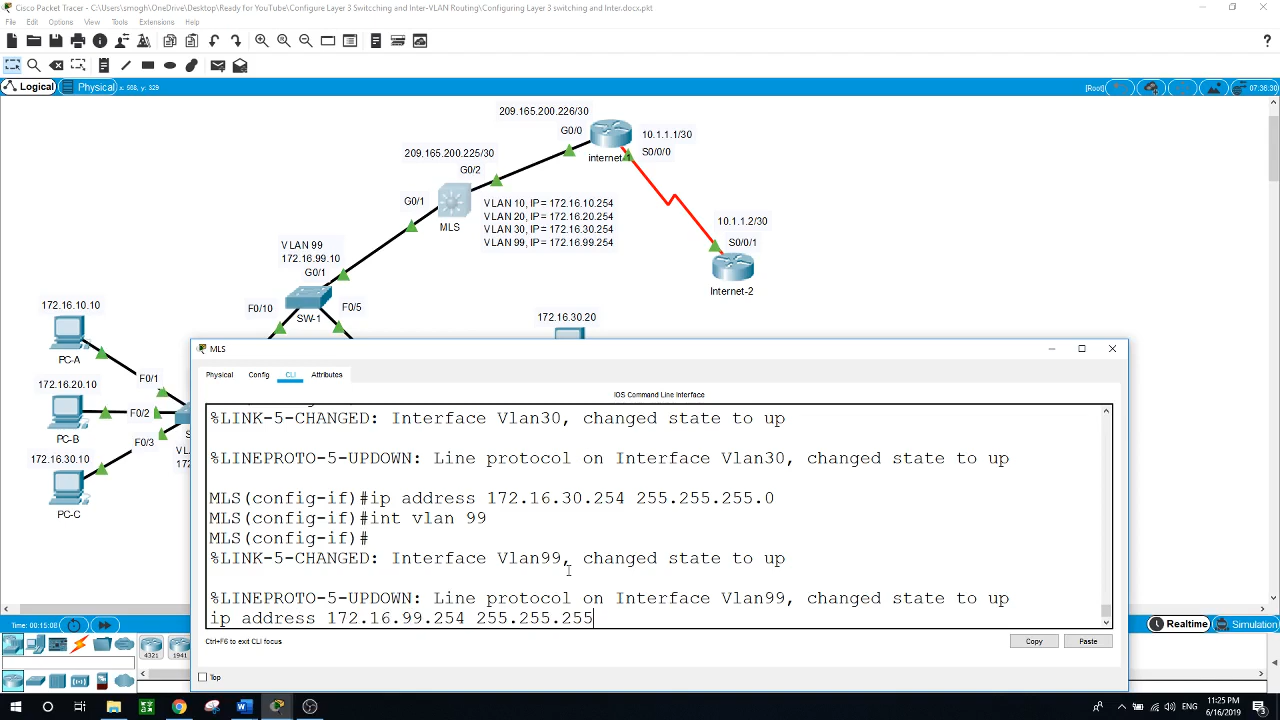 Cisco Packet Tracer - C:\Users\smogh\OneDrive\Desktop\Ready for YouTube\Configure Layer 3 Switcching and Inter-VLAN Routing\Configuring Layer 3 switching and Inter.docx.pkt.
File Edit Options View Tools Extensions Help
Logical Physical x: 508, y: 329 [Root] 07:36:30
209.165.200.226/30
G0/0
10.1.1.1/30
S0/0/0
209.165.200.225/30
G0/2
G0/1
MLS
VLAN 10, IP= 172.16.10.254
VLAN 20, IP= 172.16.20.254
VLAN 30, IP= 172.16.30.254
VLAN 99, IP= 172.16.99.254
10.1.1.2/30
S0/0/1
Internet-2
VLAN 99
172.16.99.10
G0/1
F0/10
F0/5
SW-1
172.16.10.10
PC-A
F0/1
172.16.20.10
F0/2
PC-B
F0/3
172.16.30.10
PC-C
172.16.30.20
MLS
Physical Config CLI Attributes
IOS Command Line Interface
%LINK-5-CHANGED: Interface Vlan30, changed state to up
%LINEPROTO-5-UPDOWN: Line protocol on Interface Vlan30, changed state to up
MLS(config-if)#ip address 172.16.30.254 255.255.255.0
MLS(config-if)#int vlan 99
MLS(config-if)#
%LINK-5-CHANGED: Interface Vlan99, changed state to up
%LINEPROTO-5-UPDOWN: Line protocol on Interface Vlan99, changed state to up
ip address 172.16.99.254 255.255.255
Ctrl+F6 to exit CLI focus
Copy Paste
Top
Time: 00:15:08
Realtime Simulation
4321 1941
11:25 PM
6/16/2019